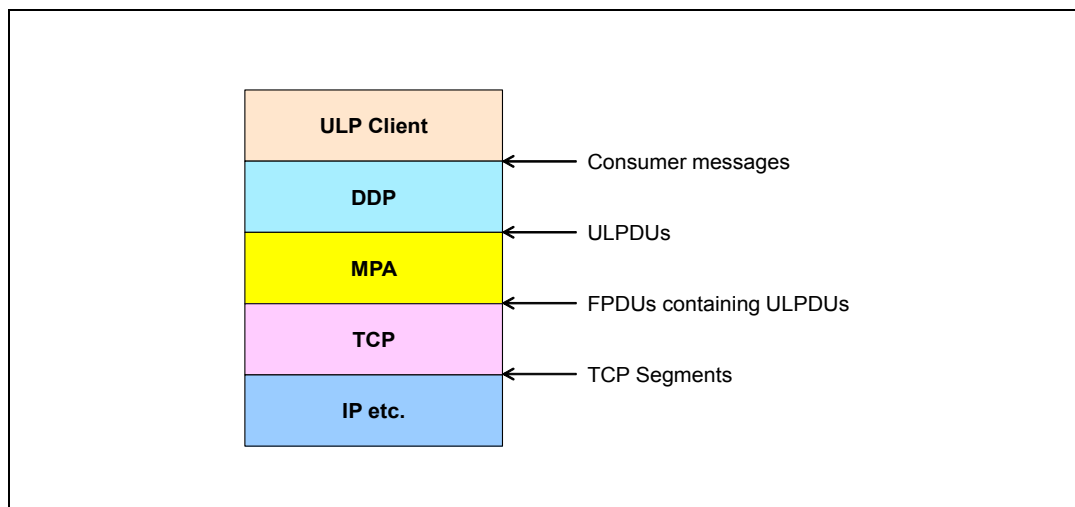 ULP Client
Consumer messages
DDP
ULPDUs
MPA
FPDUs containing ULPDUs
TCP
TCP Segments
IP etc.